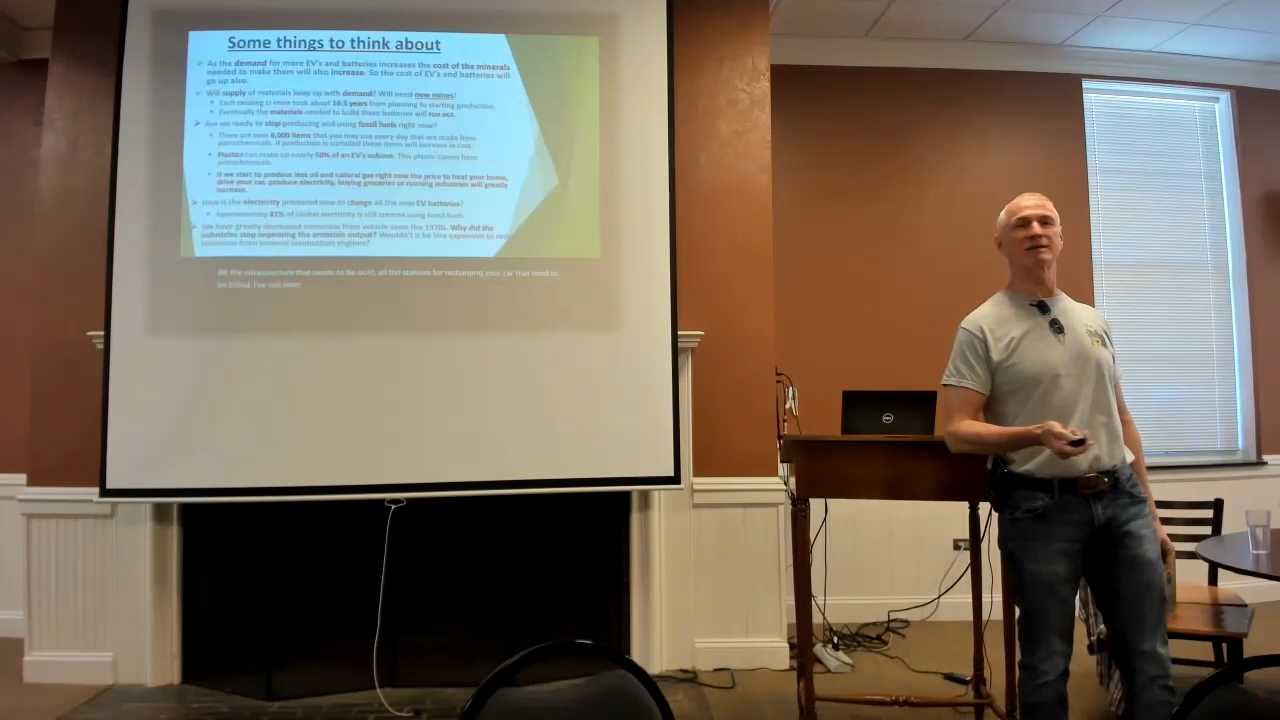 Some things to think about
As the demand for more EV's and batteries increases the cost of the minerals
needed to make them will also increase. So the cost of EV's and batteries will
go up also.
Will supply of materials keep up with demand? Will need new mines!
Each existing mine took about 16.5 years from planning to starting production.
Eventually the materials needed to build these batteries will run out.
Are we ready to stop producing and using fossil fuels right now?
There are over 6,000 items that you may use every day that are made from
petrochemicals. If production is curtailed these items will increase in cost.
Plastics can make up nearly 50% of an EV's volume. This plastic comes from
petrochemicals.
If we start to produce less oil and natural gas right now the price to heat your home,
drive your car, produce electricity, buying groceries or running industries will greatly
increase.
How is the electricity produced now to charge all the new EV batteries?
Approximately 81% of Global electricity is still created using fossil fuels
We have greatly decreased emissions from vehicle since the 1970s. Why did the
industries stop improving the emission output? Wouldn't it be less expensive to
emissions from internal combustion engines?
All the infrastructure that needs to be built, all the stations for recharging your car that need to
be I've not seen
DELL